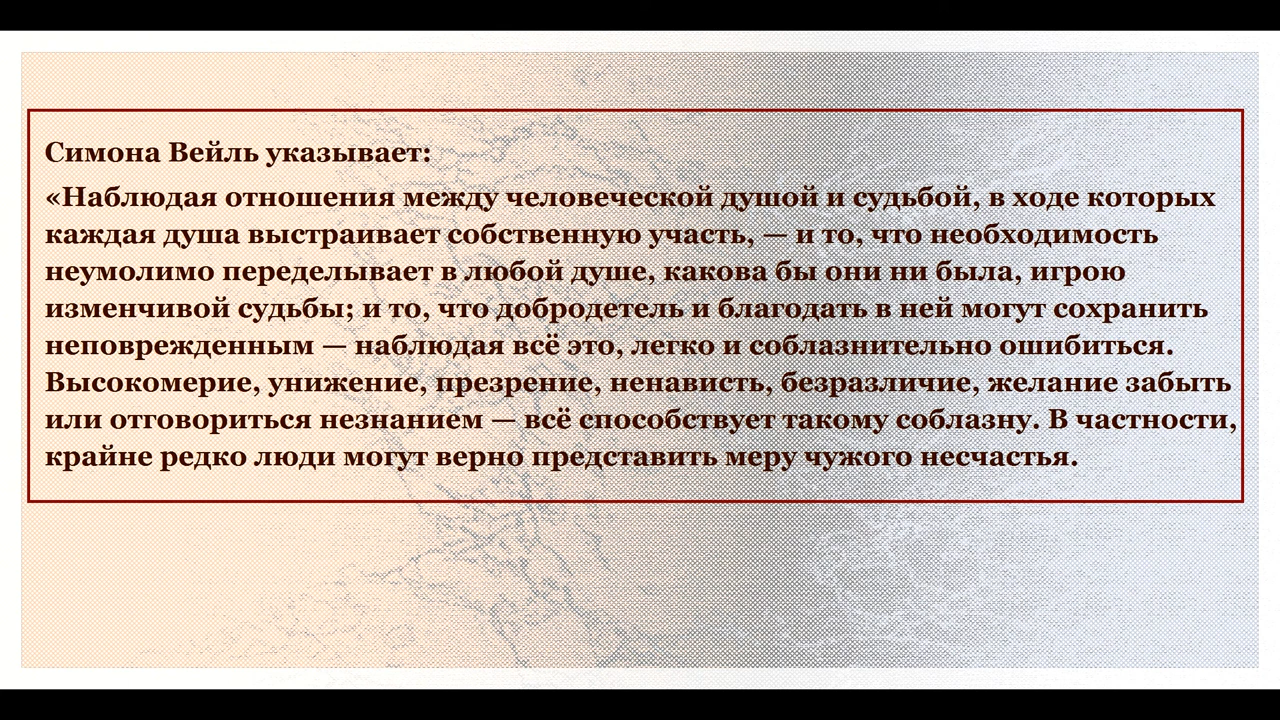 Симона Вейль указывает:
«Наблюдая отношения между человеческой душой и судьбой, в ходе которых
каждая душа выстраивает собственную участь, — и то, что необходимость
неумолимо переделывает в любой душе, какова бы они ни была, игрою
изменчивой судьбы; и то, что добродетель и благодать в ней могут сохранить
неповрежденным — наблюдая всё это, легко и соблазнительно ошибиться.
Высокомерие, унижение, презрение, ненависть, безразличие, желание забыть
или отговориться незнанием — всё способствует такому соблазну. В частности,
крайне редко люди могут верно представить меру чужого несчастья.